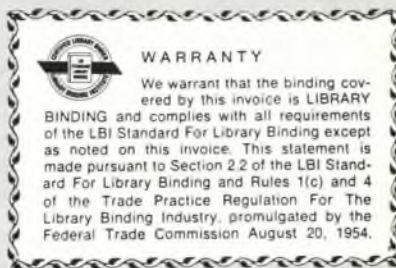 WARRANTY
We warrant that the binding cov-
ered by this invoice is LIBRARY
BINDING and complies with all requirements
of the LBI Standard For Library Binding except
as noted on this invoice. This statement is
made pursuant to Section 2.2 of the LBI Stand-
ard For Library Binding and Rules 1(c) and 4
of the Trade Practice Regulation For The
Library Binding Industry, promulgated by the
Federal Trade Commission August 20, 1954.